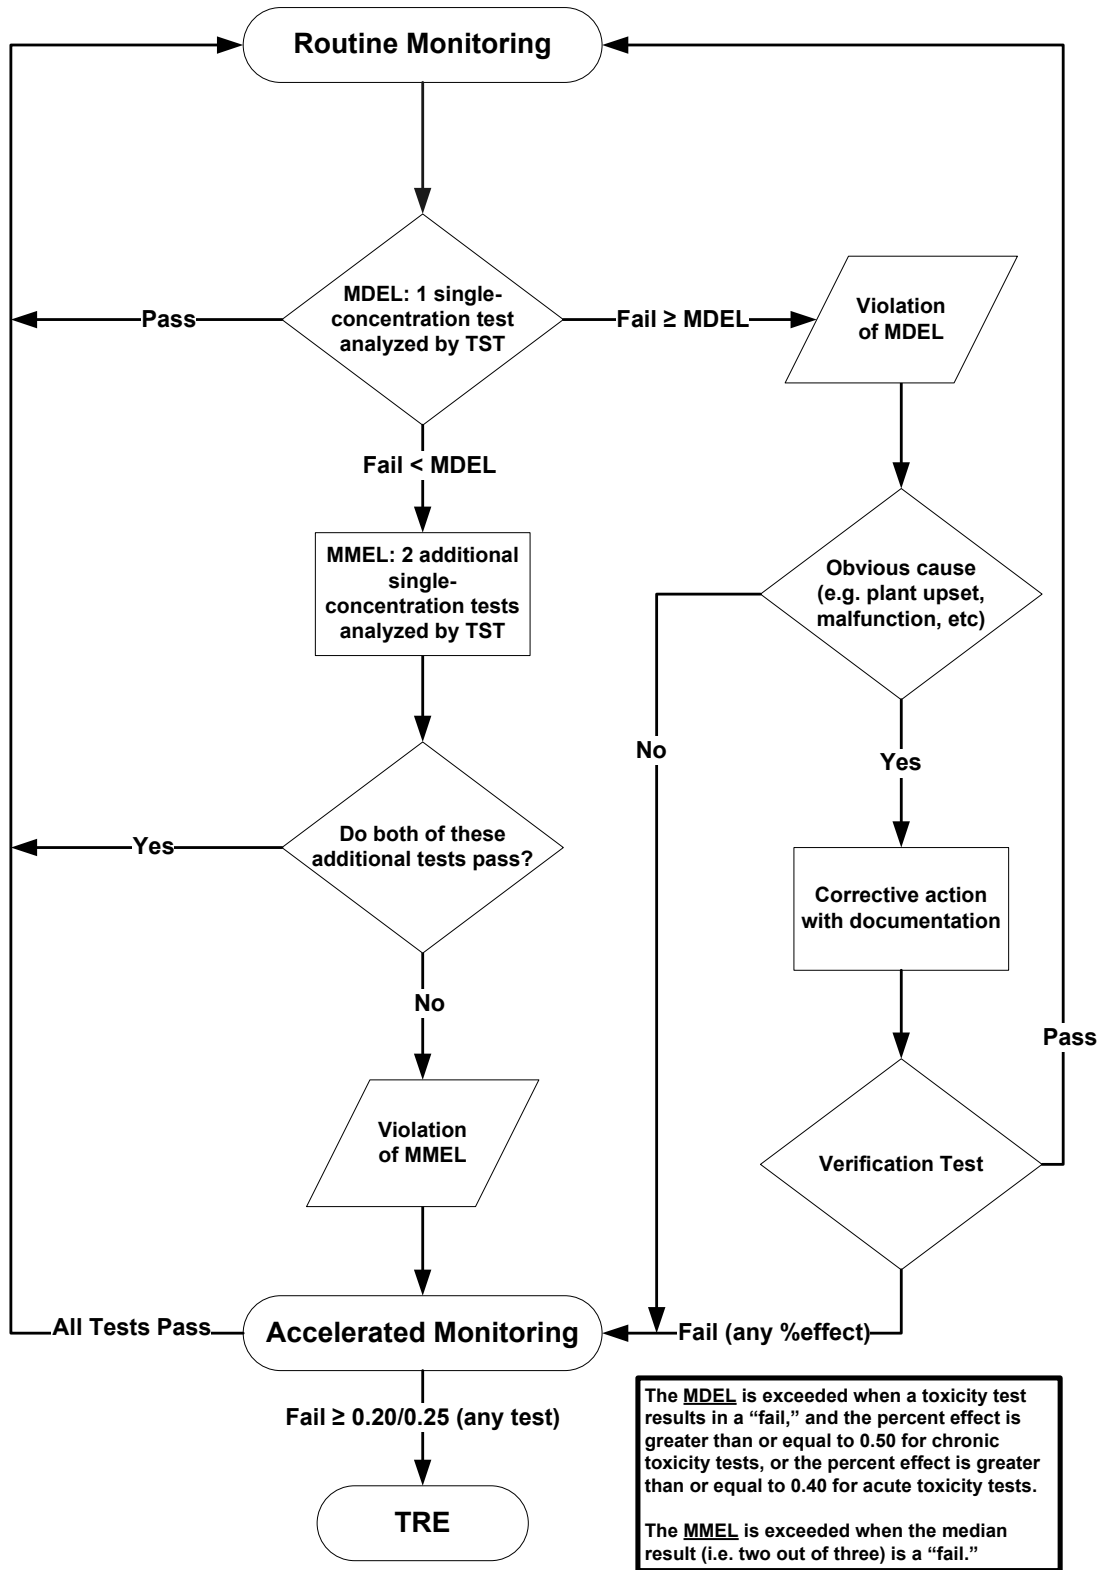 Routine Monitoring
MDEL: 1 single-
concentration test
analyzed by TST
Pass
Fail ≥ MDEL
Violation
of MDEL
Fail < MDEL
MMEL: 2 additional
single-
concentration tests
analyzed by TST
Obvious cause
(e.g. plant upset,
malfunction, etc)
No
Yes
Do both of these
additional tests pass?
Yes
Corrective action
with documentation
No
Pass
Violation
of MMEL
Verification Test
All Tests Pass
Accelerated Monitoring
Fail (any %effect)
Fail ≥ 0.20/0.25 (any test)
TRE
The MDEL is exceeded when a toxicity test
results in a “fail,” and the percent effect is
greater than or equal to 0.50 for chronic
toxicity tests, or the percent effect is greater
than or equal to 0.40 for acute toxicity tests.
The MMEL is exceeded when the median
result (i.e. two out of three) is a “fail.”